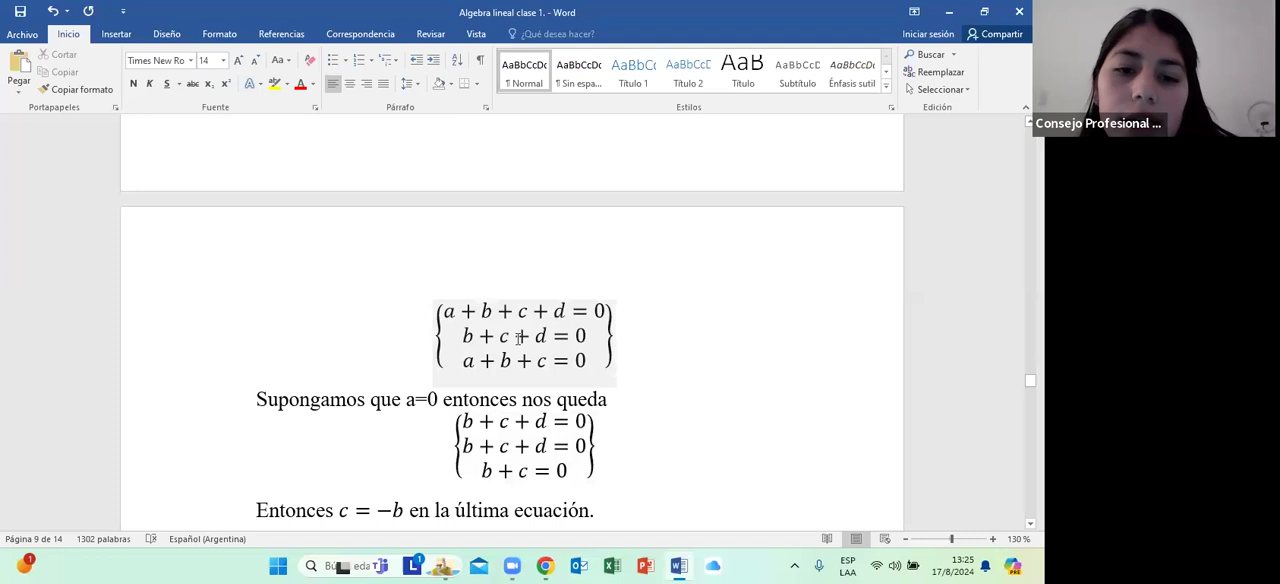 Algebra lineal clase 1. - Word
Archivo Inicio Insertar Diseño Formato Referencias Correspondencia Revisar Vista ¿Qué desea hacer? Iniciar sesión Compartir
Pegar
Cortar
Copiar
Copiar formato
Portapapeles
Times New Ro 14
N K S abc x₂ x²
Fuente
Párrafo
AaBbCcDc AaBbCcDc AaBbCc AaBbCcD AaB AaBbCcD AaBbCcDc
¶ Normal ¶ Sin espa... Título 1 Título 2 Título Subtítulo Énfasis sutil
Estilos
Buscar
Reemplazar
Seleccionar
Edición
Consejo Profesional ...
a + b + c + d = 0
b + c + d = 0
a + b + c = 0
Supongamos que a=0 entonces nos queda
b + c + d = 0
b + c + d = 0
b + c = 0
Entonces c = −b en la última ecuación.
Página 9 de 14 1302 palabras Español (Argentina) 130 %
ESP
LAA
13:25
17/8/2024